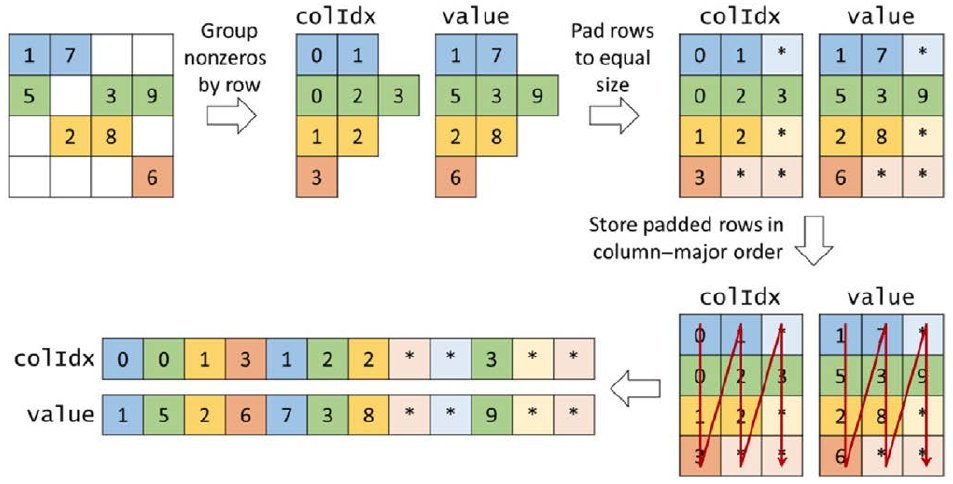 1 7
5 3 9
2 8
6
Group
nonzeros
by row
colIdx
0 1
0 2 3
1 2
3
value
1 7
5 3 9
2 8
6
Pad rows
to equal
size
colIdx
0 1 *
0 2 3
1 2 *
3 * *
value
1 7 *
5 3 9
2 8 *
6 * *
Store padded rows in
column–major order
colIdx
0 1 *
0 2 3
1 2 *
3 * *
value
1 7 *
5 3 9
2 8 *
6 * *
colIdx 0 0 1 3 1 2 2 * * 3 * *
value 1 5 2 6 7 3 8 * * 9 * *